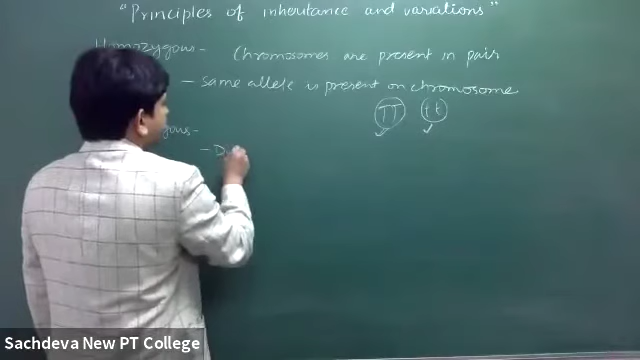 "Principles of inheritance and variations"
Homozygous - Chromosomes are present in pair
- Same allele is present on chromosome
TT tt
gous -
- D
Sachdeva New PT College